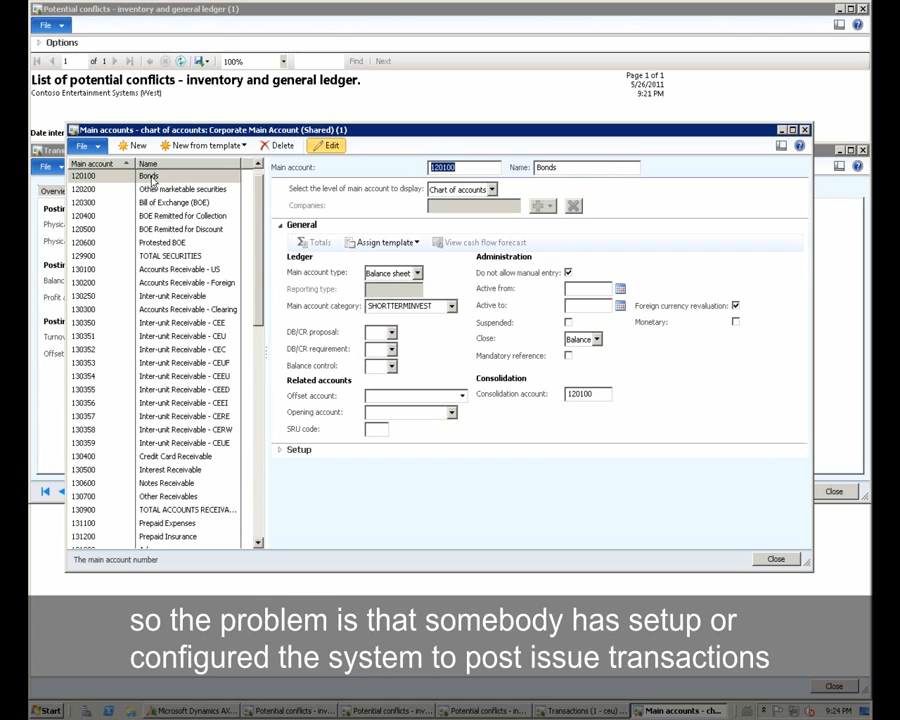 Potential conflicts - inventory and general ledger (1)
File
Options
1 of 1 100% Find | Next
List of potential conflicts - inventory and general ledger.
Contoso Entertainment Systems (West)
Page 1 of 1
5/26/2011
9:21 PM
Date inter
Main accounts - chart of accounts: Corporate Main Account (Shared) (1)
File New New from template Delete Edit
Main account Name
120100 Bonds
120200 Other marketable securities
120300 Bill of Exchange (BOE)
120400 BOE Remitted for Collection
120500 BOE Remitted for Discount
120600 Protested BOE
129900 TOTAL SECURITIES
130100 Accounts Receivable - US
130200 Accounts Receivable - Foreign
130250 Inter-unit Receivable
130300 Accounts Receivable - Clearing
130350 Inter-unit Receivable - CEE
130351 Inter-unit Receivable - CEU
130352 Inter-unit Receivable - CEC
130353 Inter-unit Receivable - CEUF
130354 Inter-unit Receivable - CEEU
130355 Inter-unit Receivable - CEED
130356 Inter-unit Receivable - CEEI
130357 Inter-unit Receivable - CERE
130358 Inter-unit Receivable - CERW
130359 Inter-unit Receivable - CEUE
130400 Credit Card Receivable
130500 Interest Receivable
130600 Notes Receivable
130700 Other Receivables
130900 TOTAL ACCOUNTS RECEIVA...
131100 Prepaid Expenses
131200 Prepaid Insurance
Main account: 120100 Name: Bonds
Select the level of main account to display: Chart of accounts
Companies:
General
Totals Assign template View cash flow forecast
Ledger
Main account type: Balance sheet
Reporting type:
Main account category: SHORTTERMINVEST
DB/CR proposal:
DB/CR requirement:
Balance control:
Related accounts
Offset account:
Opening account:
SRU code:
Administration
Do not allow manual entry:
Active from:
Active to:
Suspended:
Close: Balance
Mandatory reference:
Foreign currency revaluation:
Monetary:
Consolidation
Consolidation account: 120100
Setup
The main account number
Close
Trans
File
Overvie
Postin
Physic
Physic
Postin
Balanc
Profit a
Postin
Turnov
Offset
Close
so the problem is that somebody has setup or
configured the system to post issue transactions
Close
Start
Microsoft Dynamics AX...
Potential conflicts - inv...
Potential conflicts - inv...
Potential conflicts - in...
Transactions (1 - ceu) ...
Main accounts - ch...
9:24 PM